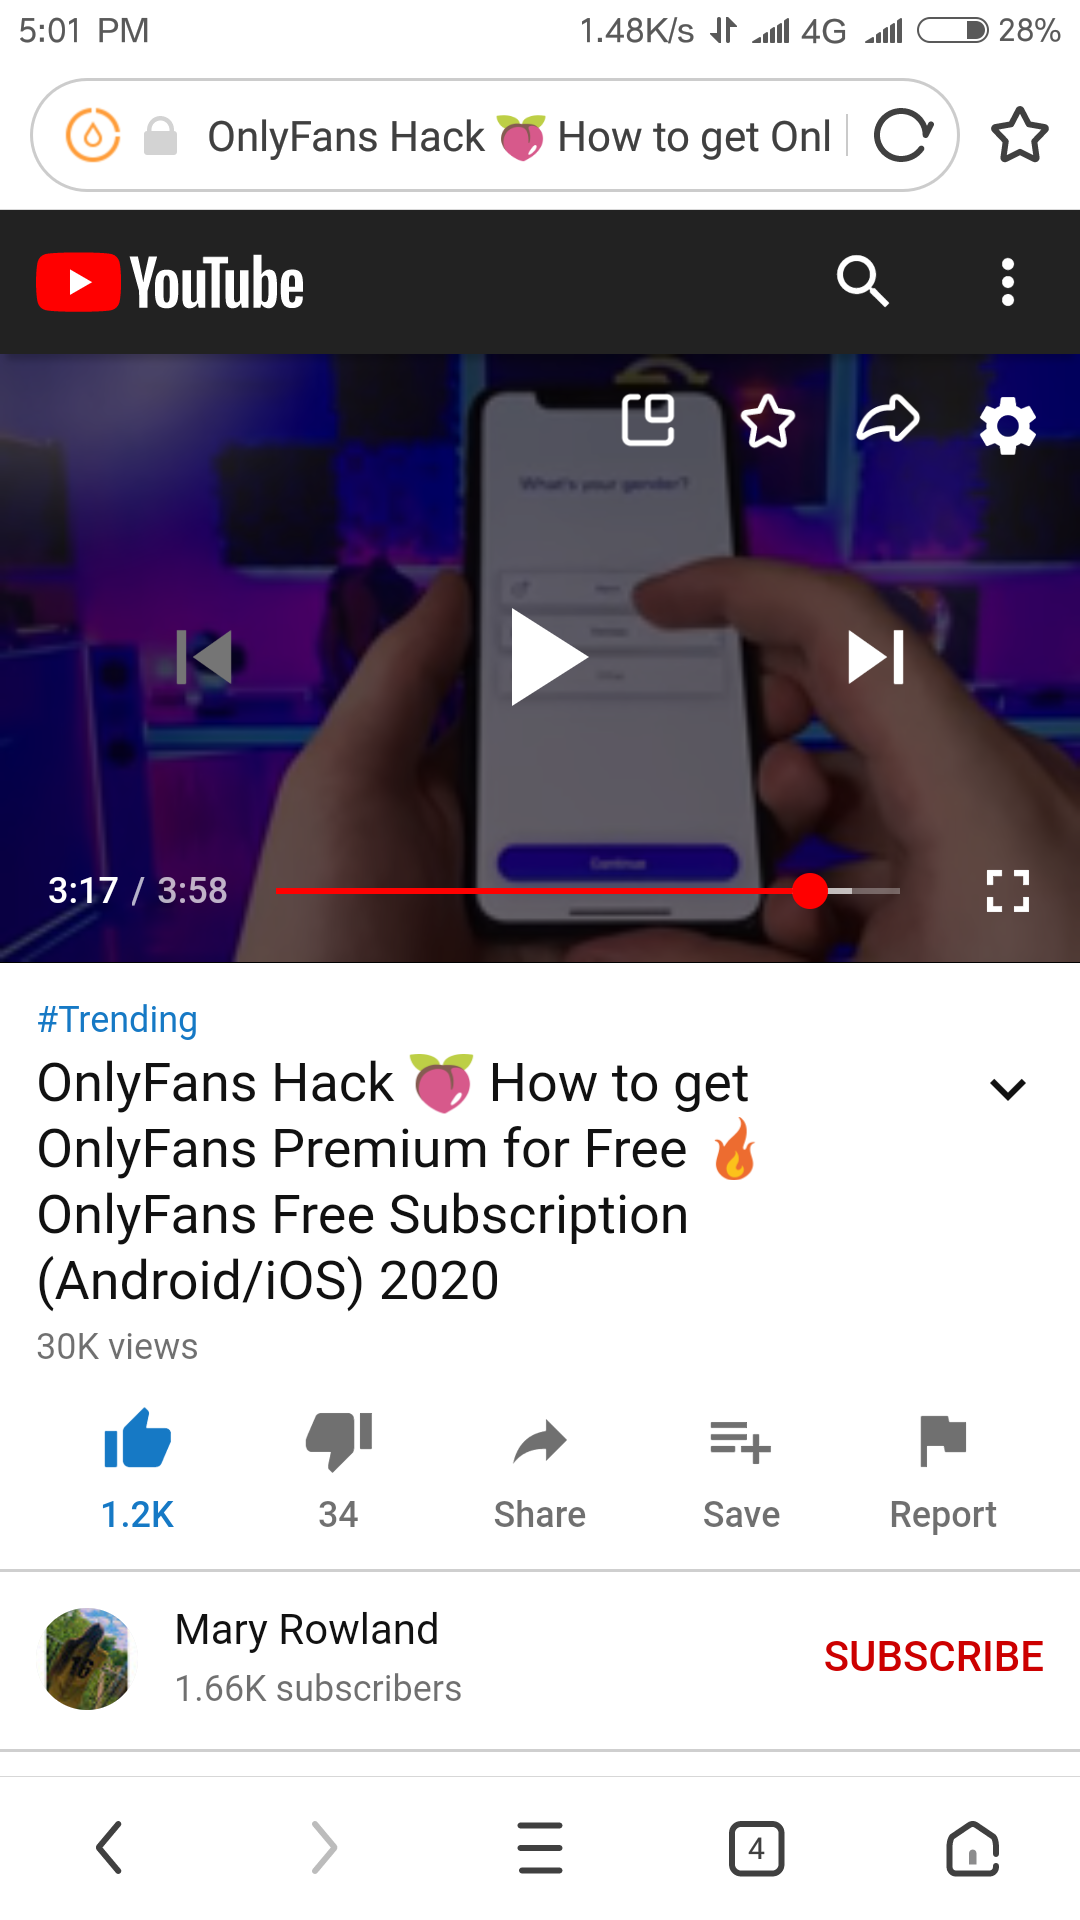 5:01 PM 1.48K/s 4G 28%
OnlyFans Hack 🍑 How to get Onl
YouTube
What's your gender?
Continue
3:17 / 3:58
#Trending
OnlyFans Hack 🍑 How to get
OnlyFans Premium for Free 🔥
OnlyFans Free Subscription
(Android/iOS) 2020
30K views
1.2K 34 Share Save Report
Mary Rowland
1.66K subscribers
SUBSCRIBE
4